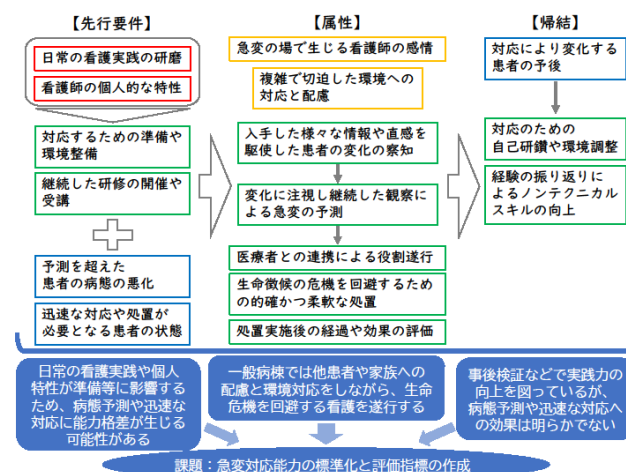 【先行要件】
日常の看護実践の研磨
看護師の個人的な特性
対応するための準備や
環境整備
継続した研修の開催や
受講
予測を超えた
患者の病態の悪化
迅速な対応や処置が
必要となる患者の状態
【属性】
急変の場で生じる看護師の感情
複雑で切迫した環境への
対応と配慮
入手した様々な情報や直感を
駆使した患者の変化の察知
変化に注視し継続した観察
による急変の予測
医療者との連携による役割遂行
生命徴候の危機を回避するため
の的確かつ柔軟な処置
処置実施後の経過や効果の評価
【帰結】
対応により変化する
患者の予後
対応のための
自己研鑽や環境調整
経験の振り返りに
よるノンテクニカル
スキルの向上
日常の看護実践や個人
特性が準備等に影響する
ため、病態予測や迅速な
対応に能力格差が生じる
可能性がある
一般病棟では他患者や家族への
配慮と環境対応をしながら、生命
危機を回避する看護を遂行する
事後検証などで実践力の
向上を図っているが、
病態予測や迅速な対応へ
の効果は明らかでない
課題：急変対応能力の標準化と評価指標の作成